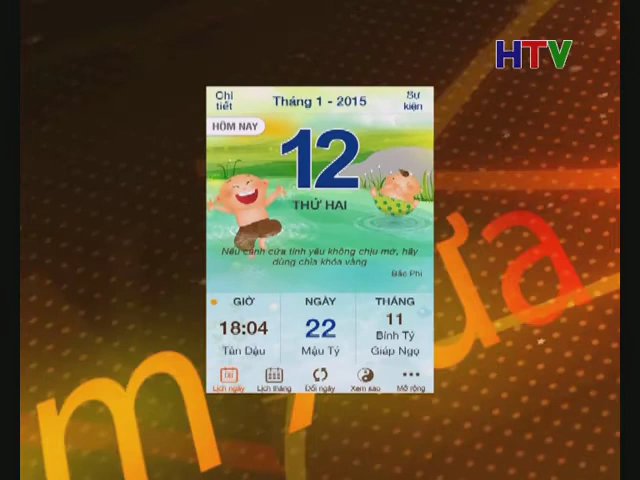 HTV
Chi tiết
Tháng 1 - 2015
Sự kiện
HÔM NAY
12
THỨ HAI
Nếu cánh cửa tình yêu không chịu mở, hãy
dùng chìa khóa vàng
Bắc Phi
GIỜ
NGÀY
THÁNG
18:04
22
11
Bính Tý
Tân Dậu
Mậu Tý
Giáp Ngọ
Lịch ngày
Lịch tháng
Đổi ngày
Xem sao
Mở rộng